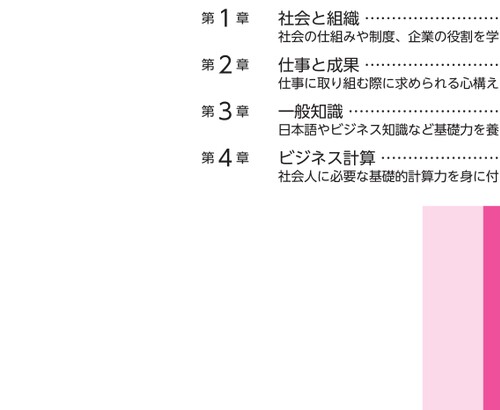 第1章 社会と組織 ……………………
社会の仕組みや制度、企業の役割を学
第2章 仕事と成果 ……………………
仕事に取り組む際に求められる心構え
第3章 一般知識 ………………………
日本語やビジネス知識など基礎力を養
第4章 ビジネス計算 …………………
社会人に必要な基礎的計算力を身に付